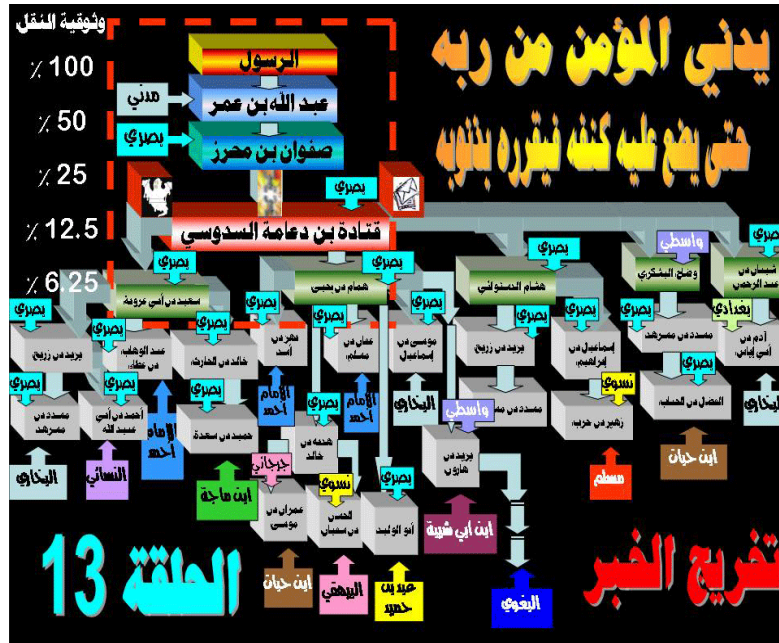 وثوقية النقل
٪ 100
٪ 50
٪ 25
٪ 12.5
٪ 6.25
يدني المؤمن من ربه
حتى يضع عليه كنفه فيقرره بذنوبه
الرسول
مدني
عبد الله بن عمر
بصري
صفوان بن محرز
بصري
قتادة بن دعامة السدوسي
بصري
سعيد بن أبي عروبة
بصري
همام بن يحيى
بصري
بصري
هشام الدستوائي
واسطي
وضاح اليشكري
بصري
شيبان بن عبد الرحمن
بصري
يزيد بن زريع
بصري
عبد الوهاب بن عطاء
بصري
خالد بن الحارث
بصري
بهز بن أسد
بصري
عفان بن مسلم
بصري
موسى بن إسماعيل
بصري
يزيد بن زريع
بصري
إسماعيل بن إبراهيم
مسدد بن مسرهد
بغدادي
آدم بن أبي إياس
بصري
مسدد بن مسرهد
بصري
أحمد بن أبي عبيد الله
الإمام أحمد
بصري
حميد بن مسعدة
الإمام أحمد
بصري
هدبة بن خالد
الإمام أحمد
البخاري
واسطي
يزيد بن هارون
مسدد بن
نسوي
زهير بن حرب
بصري
الفضل بن الحباب
البخاري
البخاري
النسائي
ابن ماجة
جرجاني
عمران بن موسى
نسوي
الحسن بن سفيان
بصري
أبو الوليد
ابن أبي شيبة
مسلم
ابن حبان
ابن حبان
البيهقي
عبد بن حميد
البغوي
الحلقة 13
تخريج الخبر